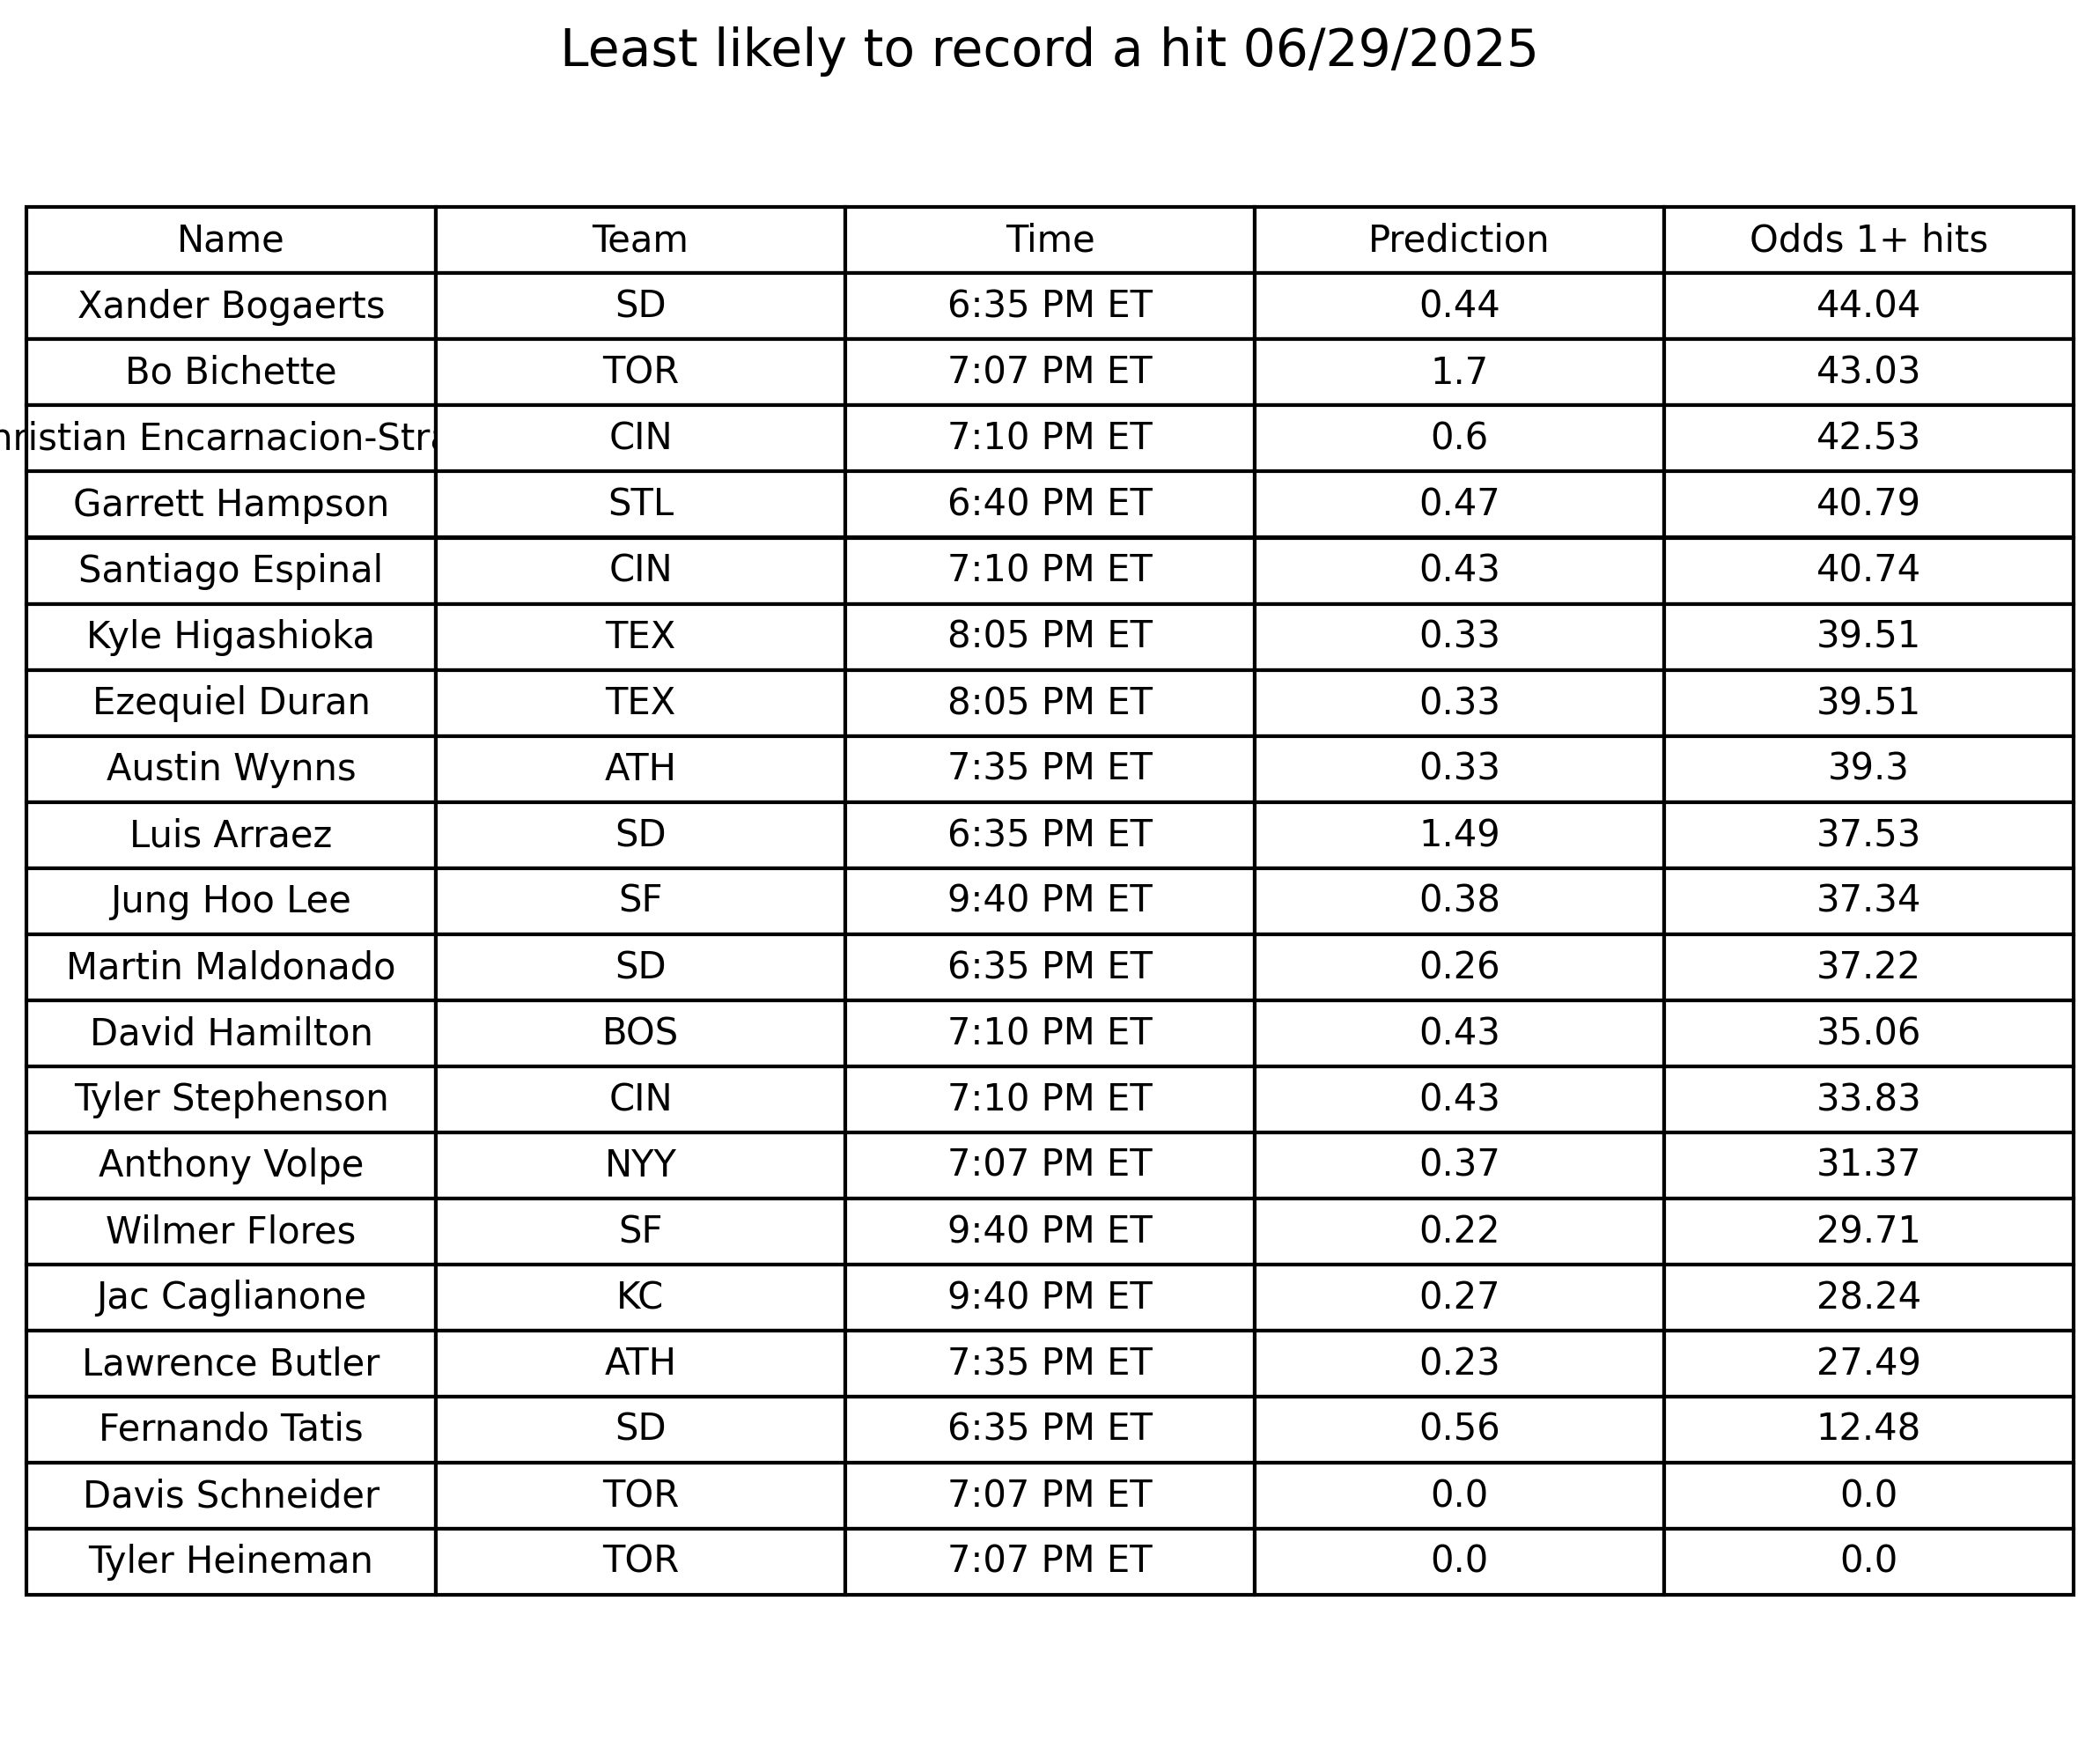 Least likely to record a hit 06/29/2025
Name Team Time Prediction Odds 1+ hits
Xander Bogaerts SD 6:35 PM ET 0.44 44.04
Bo Bichette TOR 7:07 PM ET 1.7 43.03
hristian Encarnacion-Stra CIN 7:10 PM ET 0.6 42.53
Garrett Hampson STL 6:40 PM ET 0.47 40.79
Santiago Espinal CIN 7:10 PM ET 0.43 40.74
Kyle Higashioka TEX 8:05 PM ET 0.33 39.51
Ezequiel Duran TEX 8:05 PM ET 0.33 39.51
Austin Wynns ATH 7:35 PM ET 0.33 39.3
Luis Arraez SD 6:35 PM ET 1.49 37.53
Jung Hoo Lee SF 9:40 PM ET 0.38 37.34
Martin Maldonado SD 6:35 PM ET 0.26 37.22
David Hamilton BOS 7:10 PM ET 0.43 35.06
Tyler Stephenson CIN 7:10 PM ET 0.43 33.83
Anthony Volpe NYY 7:07 PM ET 0.37 31.37
Wilmer Flores SF 9:40 PM ET 0.22 29.71
Jac Caglianone KC 9:40 PM ET 0.27 28.24
Lawrence Butler ATH 7:35 PM ET 0.23 27.49
Fernando Tatis SD 6:35 PM ET 0.56 12.48
Davis Schneider TOR 7:07 PM ET 0.0 0.0
Tyler Heineman TOR 7:07 PM ET 0.0 0.0